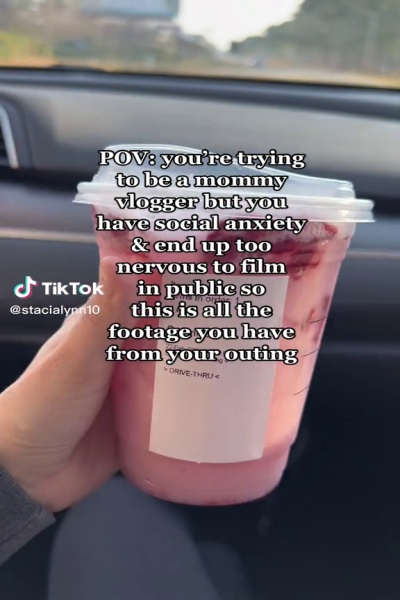 POV: you're trying
to be a mommy
vlogger but you
have social anxiety
& end up too
nervous to film
in public so
this is all the
footage you have
from your outing
TikTok
@stacialynn10
> DRIVE-THRU <